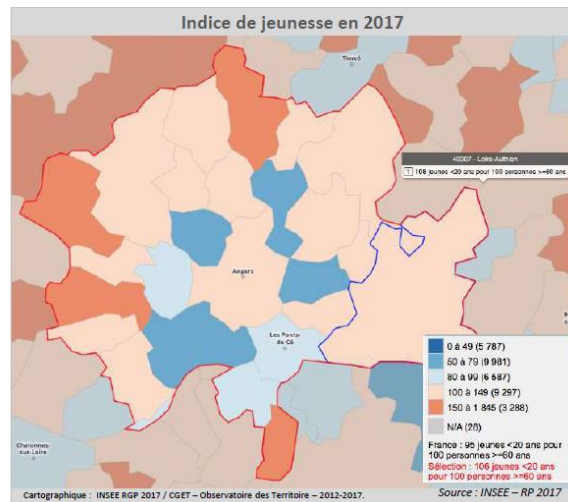 Indice de jeunesse en 2017
Tiercé
49307 - Loire-Authion
1 108 jeunes <20 ans pour 100 personnes >=60 ans
Angers
Les Ponts-
de-Cé
Chalonnes
-sur-Loire
0 à 49 (5 787)
50 à 79 (9 981)
80 à 99 (6 587)
100 à 149 (9 297)
150 à 1 845 (3 288)
N/A (28)
France : 95 jeunes <20 ans pour
100 personnes >=60 ans
Sélection : 106 jeunes <20 ans
pour 100 personnes >=60 ans
Cartographique : INSEE RGP 2017 / CGET – Observatoire des Territoire – 2012-2017.
Source : INSEE – RP 2017